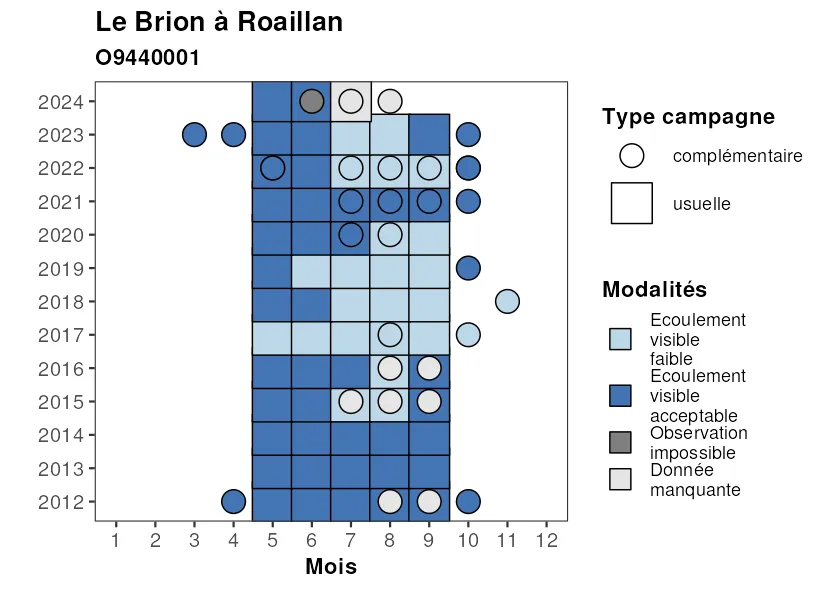 Le Brion à Roaillan
O9440001
2024
2023
2022
2021
2020
2019
2018
2017
2016
2015
2014
2013
2012
1 2 3 4 5 6 7 8 9 10 11 12
Mois
Type campagne
complémentaire
usuelle
Modalités
Ecoulement
visible
faible
Ecoulement
visible
acceptable
Observation
impossible
Donnée
manquante